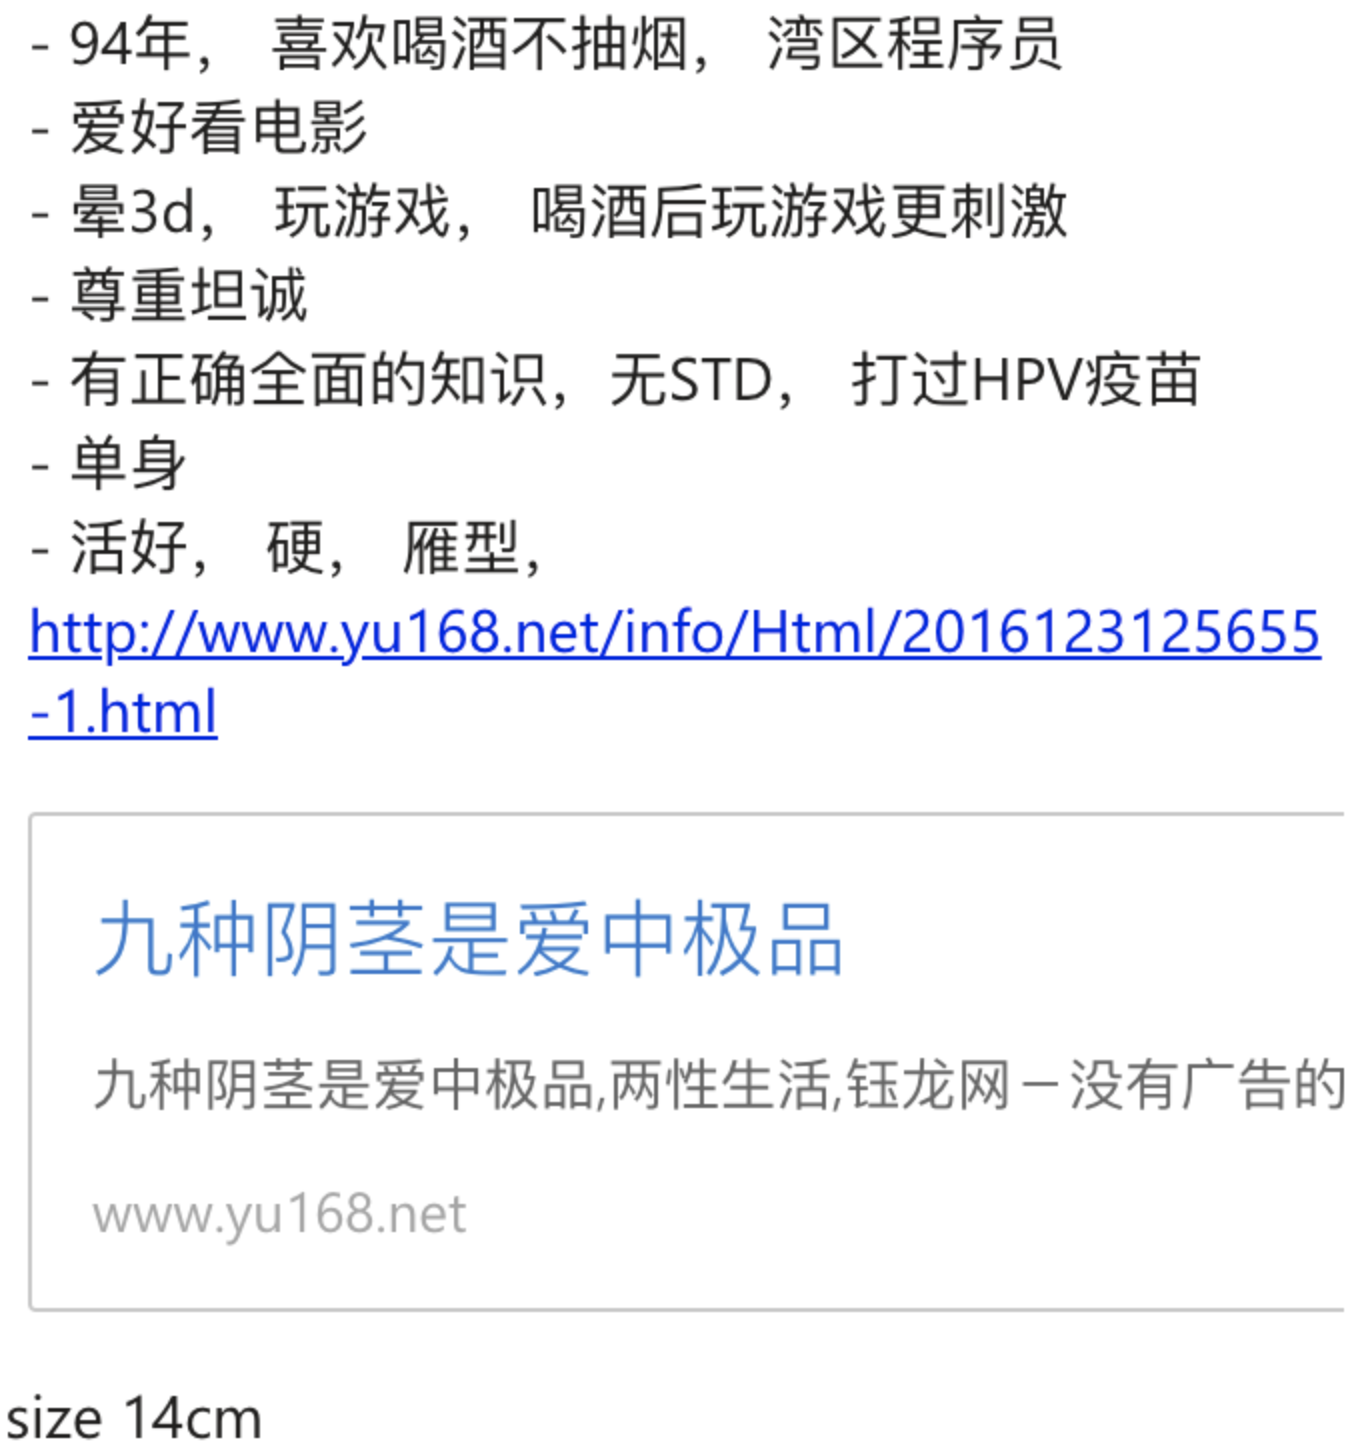 - 94年， 喜欢喝酒不抽烟， 湾区程序员
- 爱好看电影
- 晕3d， 玩游戏， 喝酒后玩游戏更刺激
- 尊重坦诚
- 有正确全面的知识，无STD， 打过HPV疫苗
- 单身
- 活好， 硬， 雁型，
http://www.yu168.net/info/Html/2016123125655
-1.html
九种阴茎是爱中极品
九种阴茎是爱中极品,两性生活,钰龙网－没有广告的
www.yu168.net
size 14cm